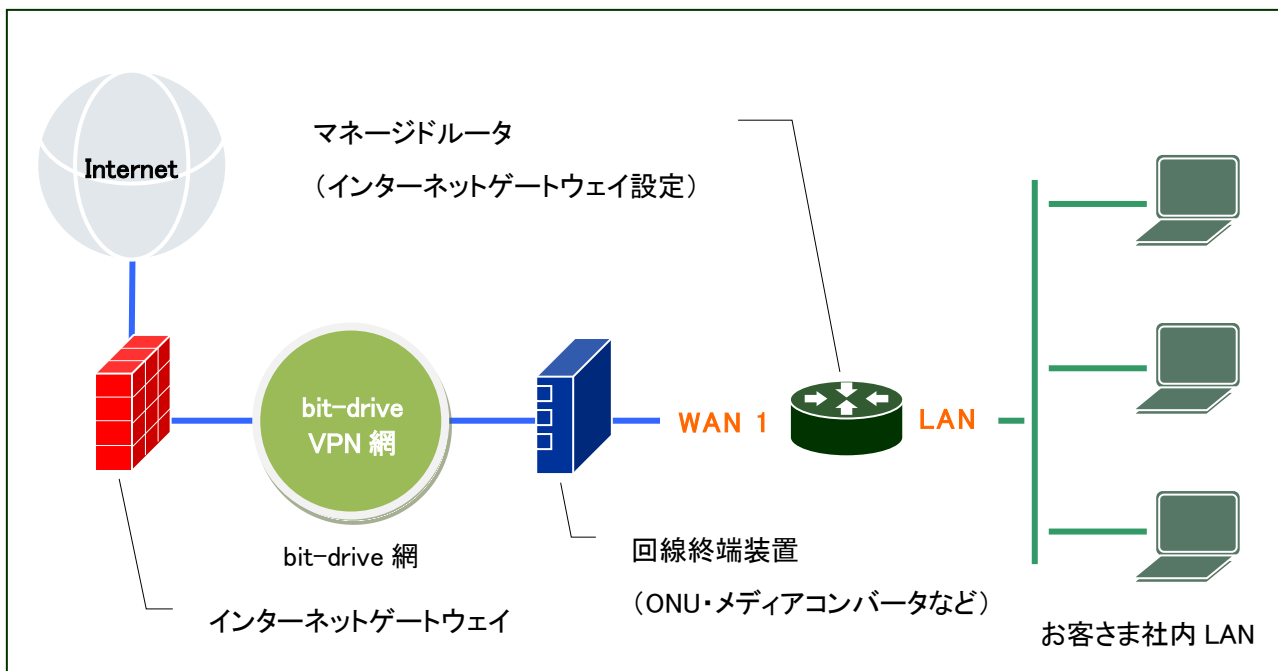 マネージドルータ
（インターネットゲートウェイ設定）
Internet
bit-drive
VPN 網
WAN 1
LAN
bit-drive 網
回線終端装置
（ONU・メディアコンバータなど）
インターネットゲートウェイ
お客さま社内 LAN